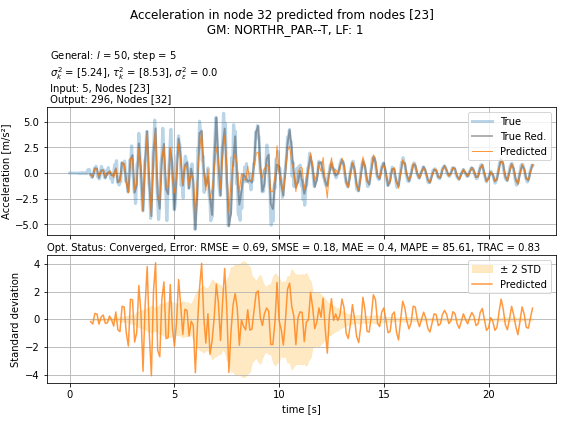 Acceleration in node 32 predicted from nodes [23]
GM: NORTHR_PAR--T, LF: 1
General: l = 50, step = 5
σ²ₖ = [5.24], τ²ₖ = [8.53], σ²ε = 0.0
Input: 5, Nodes [23]
Output: 296, Nodes [32]
Acceleration [m/s²]
5.0
2.5
0.0
−2.5
−5.0
True
True Red.
Predicted
Opt. Status: Converged, Error: RMSE = 0.69, SMSE = 0.18, MAE = 0.4, MAPE = 85.61, TRAC = 0.83
Standard deviation
4
2
0
−2
−4
± 2 STD
Predicted
0 5 10 15 20
time [s]